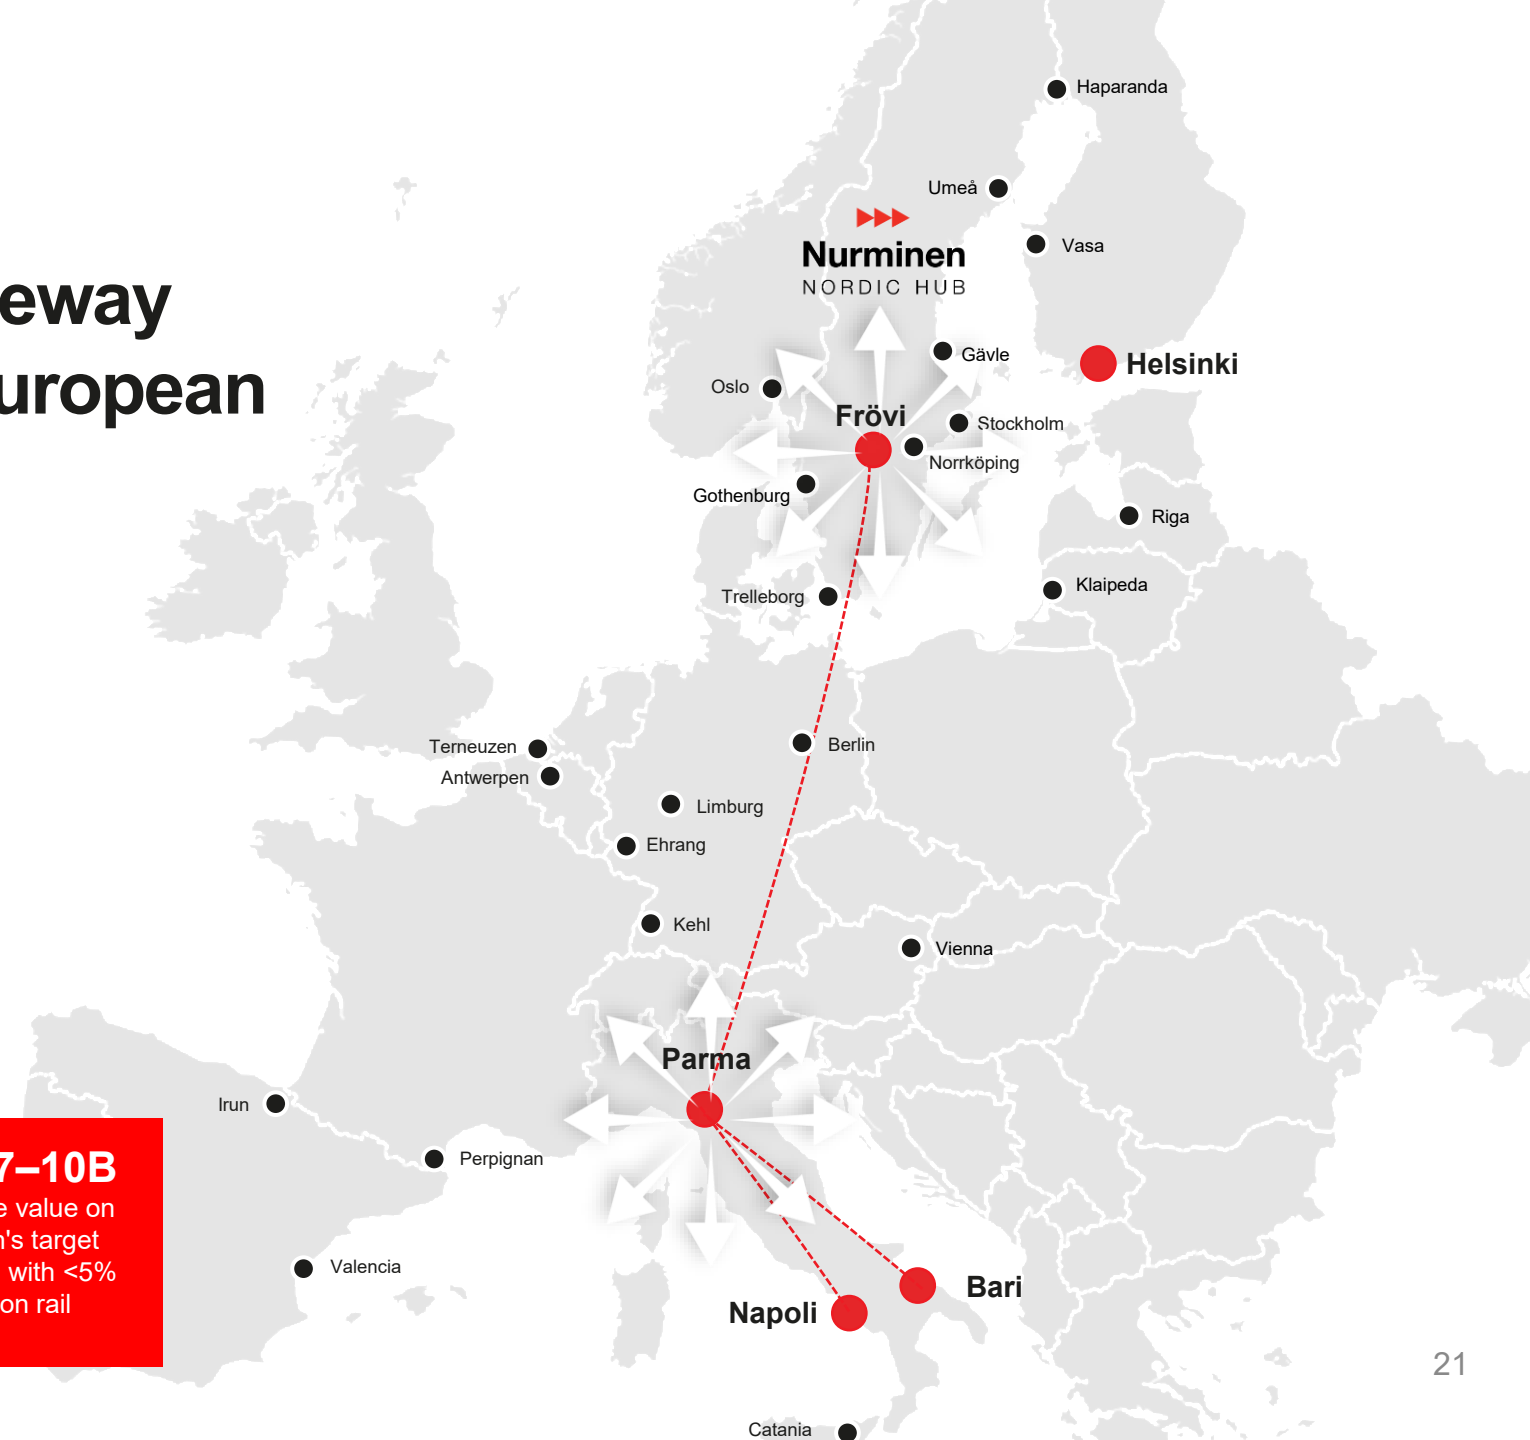 Haparanda
Umeå
Vasa
Nurminen
NORDIC HUB
eway
uropean
Gävle
Helsinki
Oslo
Frövi
Stockholm
Norrköping
Gothenburg
Riga
Klaipeda
Trelleborg
Terneuzen
Berlin
Antwerpen
Limburg
Ehrang
Kehl
Vienna
Parma
Irun
Perpignan
7–10B
e value on
n's target
with <5%
on rail
Valencia
Bari
Napoli
21
Catania